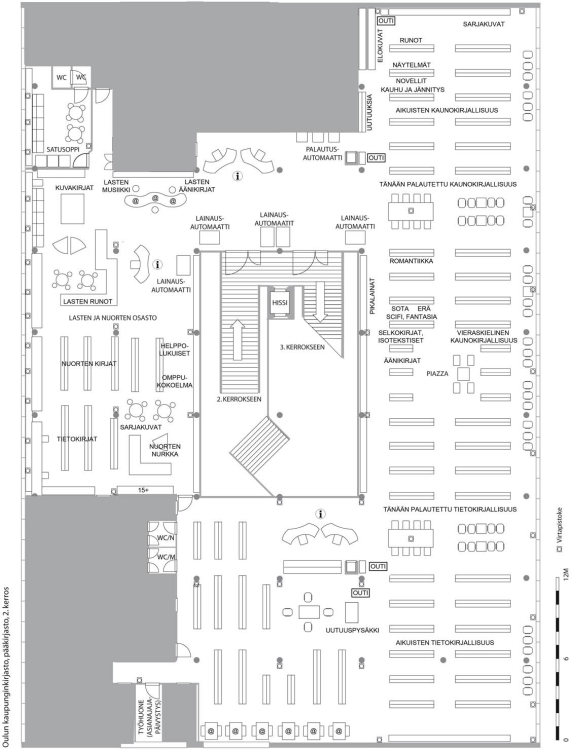 OUTI
SARJAKUVAT
ELOKUVAT
RUNOT
NÄYTELMÄT
NOVELLIT
KAUHU JA JÄNNITYS
AIKUISTEN KAUNOKIRJALLISUUS
UUTUUKSIA
WC
WC
SATUSOPPI
PALAUTUS-
AUTOMAATTI
OUTI
i
KUVAKIRJAT
LASTEN
MUSIIKKI
LASTEN
ÄÄNIKIRJAT
@ @ @
TÄNÄÄN PALAUTETTU KAUNOKIRJALLISUUS
LAINAUS-
AUTOMAATTI
LAINAUS-
AUTOMAATIT
LAINAUS-
AUTOMAATTI
i
LAINAUS-
AUTOMAATTI
ROMANTIIKKA
HISSI
PIKALAINAT
LASTEN RUNOT
SOTA ERÄ
SCIFI, FANTASIA
LASTEN JA NUORTEN OSASTO
SELKOKIRJAT,
ISOTEKSTISET
VIERASKIELINEN
KAUNOKIRJALLISUUS
HELPPO-
LUKUISET
3. KERROKSEEN
NUORTEN KIRJAT
ÄÄNIKIRJAT
PIAZZA
OMPPU-
KOKOELMA
2.KERROKSEEN
SARJAKUVAT
TIETOKIRJAT
NUORTEN
NURKKA
15+
TÄNÄÄN PALAUTETTU TIETOKIRJALLISUUS
i
WC/N
WC/M
OUTI
OUTI
UUTUUSPYSÄKKI
AIKUISTEN TIETOKIRJALLISUUS
TYÖHUONE
(ASIANAJAJA-
PÄIVYSTYS)
@ @ @ @ @ @
Virtapistoke
0 6 12M
Oulun kaupunginkirjasto, pääkirjasto, 2. kerros